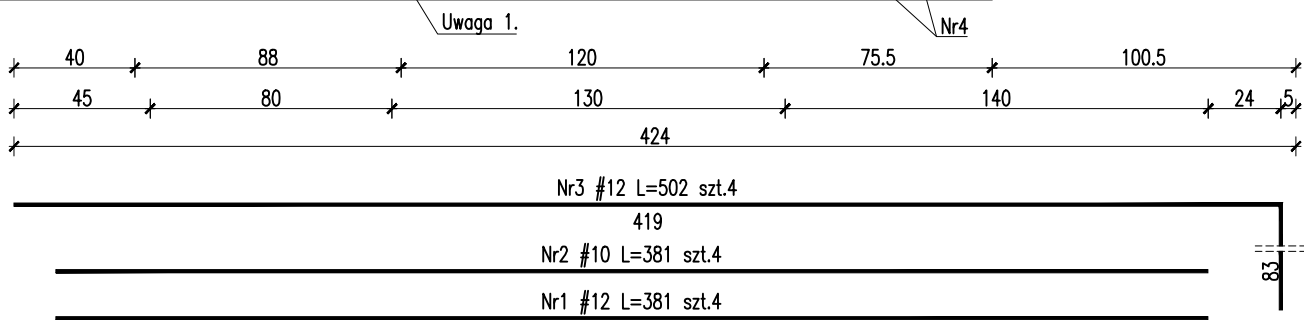 Uwaga 1.
Nr4
40 88 120 75.5 100.5
45 80 130 140 24 5
424
Nr3 #12 L=502 szt.4
419
Nr2 #10 L=381 szt.4
83
Nr1 #12 L=381 szt.4